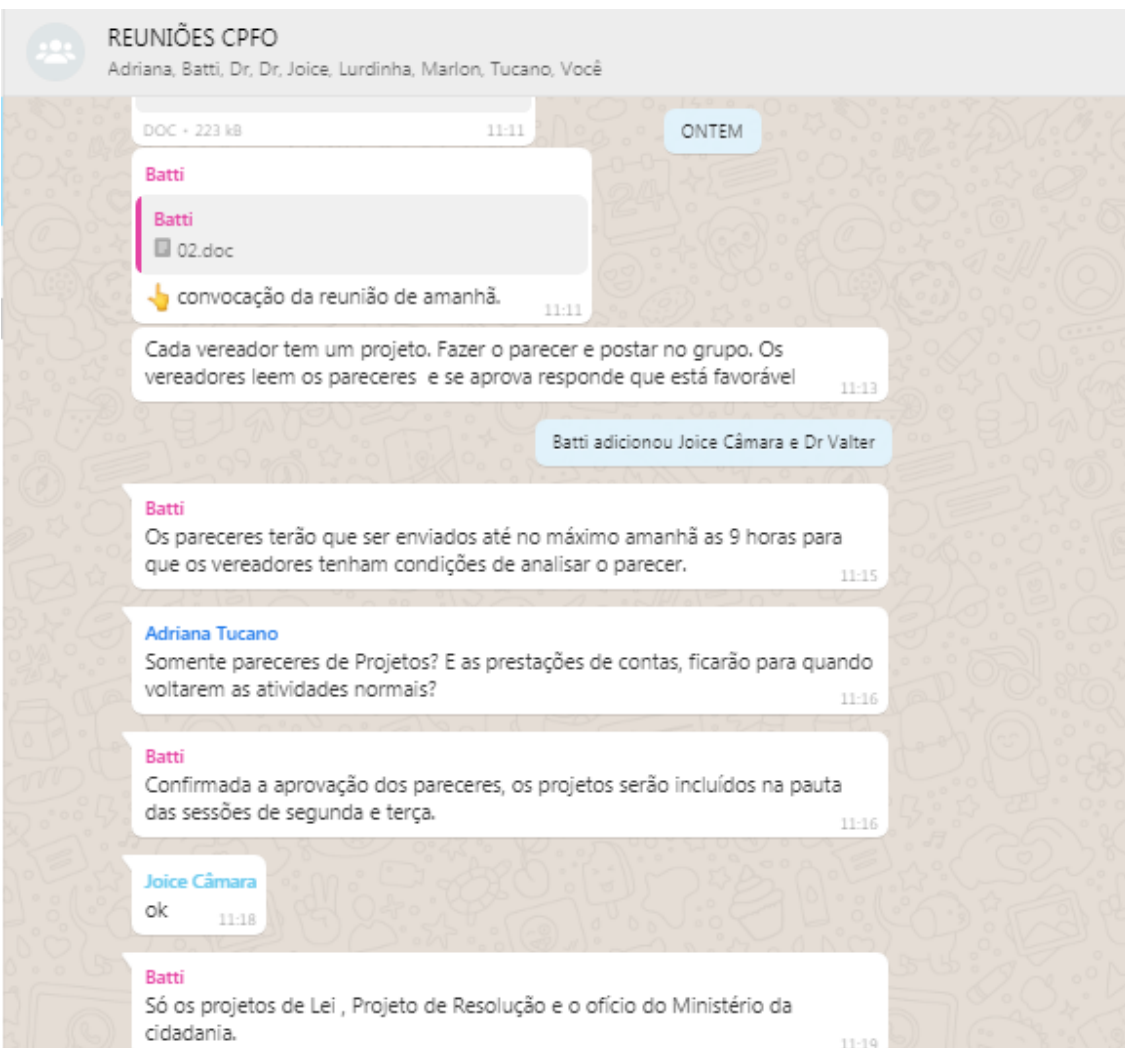 REUNIÕES CPFO
Adriana, Batti, Dr, Dr, Joice, Lurdinha, Marlon, Tucano, Você
DOC • 223 kB 11:11
ONTEM
Batti
Batti
02.doc
👆 convocação da reunião de amanhã.
11:11
Cada vereador tem um projeto. Fazer o parecer e postar no grupo. Os
vereadores leem os pareceres e se aprova responde que está favorável
11:13
Batti adicionou Joice Câmara e Dr Valter
Batti
Os pareceres terão que ser enviados até no máximo amanhã as 9 horas para
que os vereadores tenham condições de analisar o parecer.
11:15
Adriana Tucano
Somente pareceres de Projetos? E as prestações de contas, ficarão para quando
voltarem as atividades normais?
11:16
Batti
Confirmada a aprovação dos pareceres, os projetos serão incluídos na pauta
das sessões de segunda e terça.
11:16
Joice Câmara
ok
11:18
Batti
Só os projetos de Lei , Projeto de Resolução e o ofício do Ministério da
cidadania.
11:19